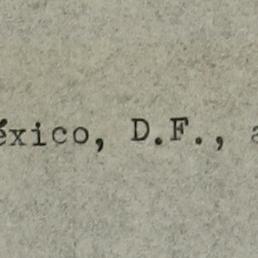 éxico, D.F., a